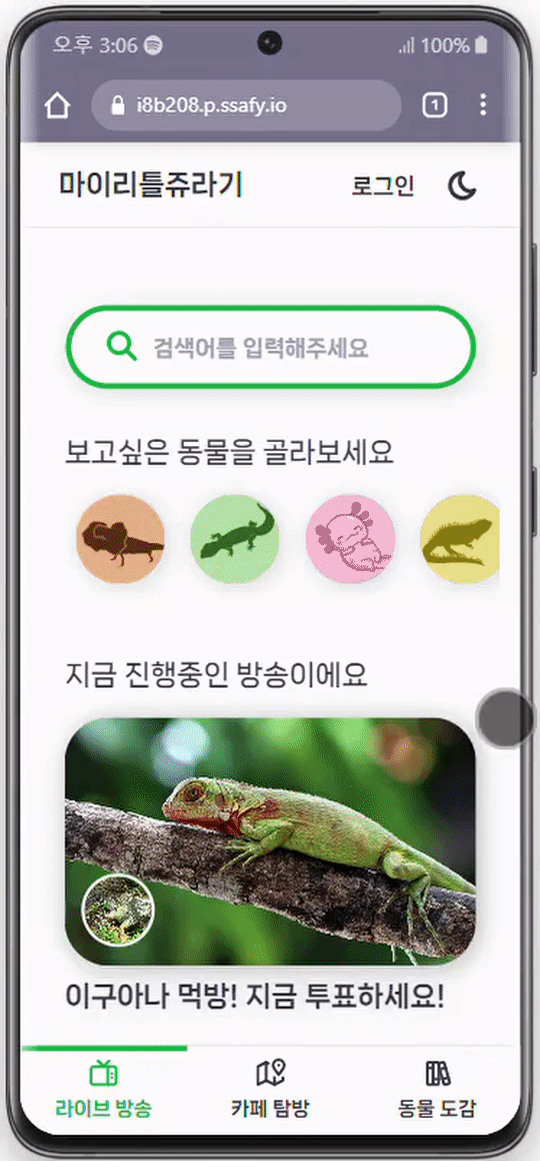 오후 3:06 100%
i8b208.p.ssafy.io 1
마이리틀쥬라기 로그인
검색어를 입력해주세요
보고싶은 동물을 골라보세요
지금 진행중인 방송이에요
이구아나 먹방! 지금 투표하세요!
라이브 방송 카페 탐방 동물 도감